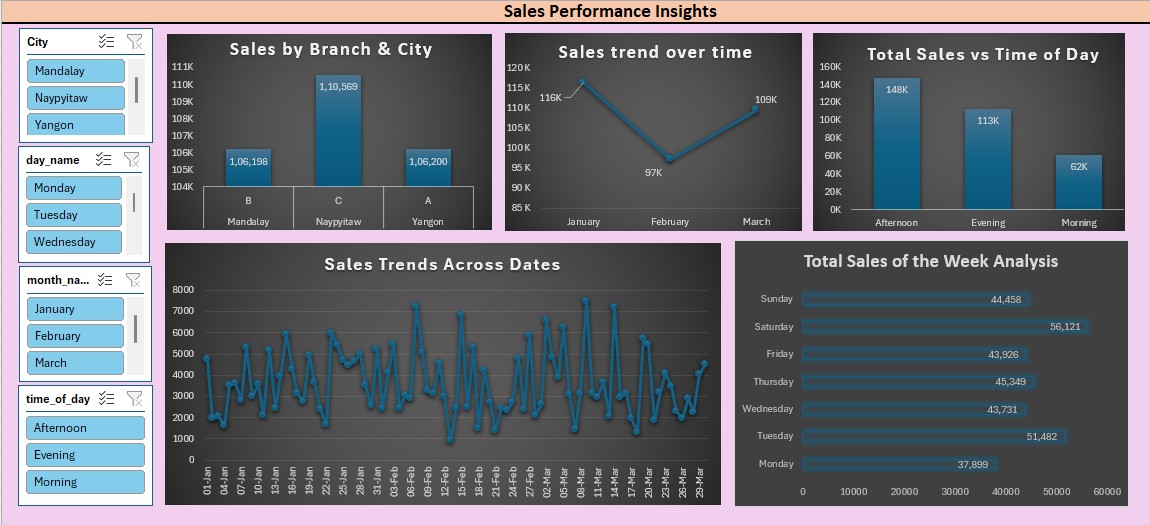 Sales Performance Insights
City
Mandalay
Naypyitaw
Yangon
day_name
Monday
Tuesday
Wednesday
month_na...
January
February
March
time_of_day
Afternoon
Evening
Morning
Sales by Branch & City
111K
110K
109K
108K
107K
106K
105K
104K
1,06,198
1,10,569
1,06,200
B C A
Mandalay Naypyitaw Yangon
Sales trend over time
120 K
115 K
110 K
105 K
100 K
95 K
90 K
85 K
116K
97K
109K
January February March
Total Sales vs Time of Day
160K
140K
120K
100K
80K
60K
40K
20K
0K
148K
113K
62K
Afternoon Evening Morning
Sales Trends Across Dates
8000
7000
6000
5000
4000
3000
2000
1000
0
01-Jan 04-Jan 07-Jan 10-Jan 13-Jan 16-Jan 19-Jan 22-Jan 25-Jan 28-Jan 31-Jan 03-Feb 06-Feb 09-Feb 12-Feb 15-Feb 18-Feb 21-Feb 24-Feb 27-Feb 02-Mar 05-Mar 08-Mar 11-Mar 14-Mar 17-Mar 20-Mar 23-Mar 26-Mar 29-Mar
Total Sales of the Week Analysis
Sunday 44,458
Saturday 56,121
Friday 43,926
Thursday 45,349
Wednesday 43,731
Tuesday 51,482
Monday 37,899
0 10000 20000 30000 40000 50000 60000